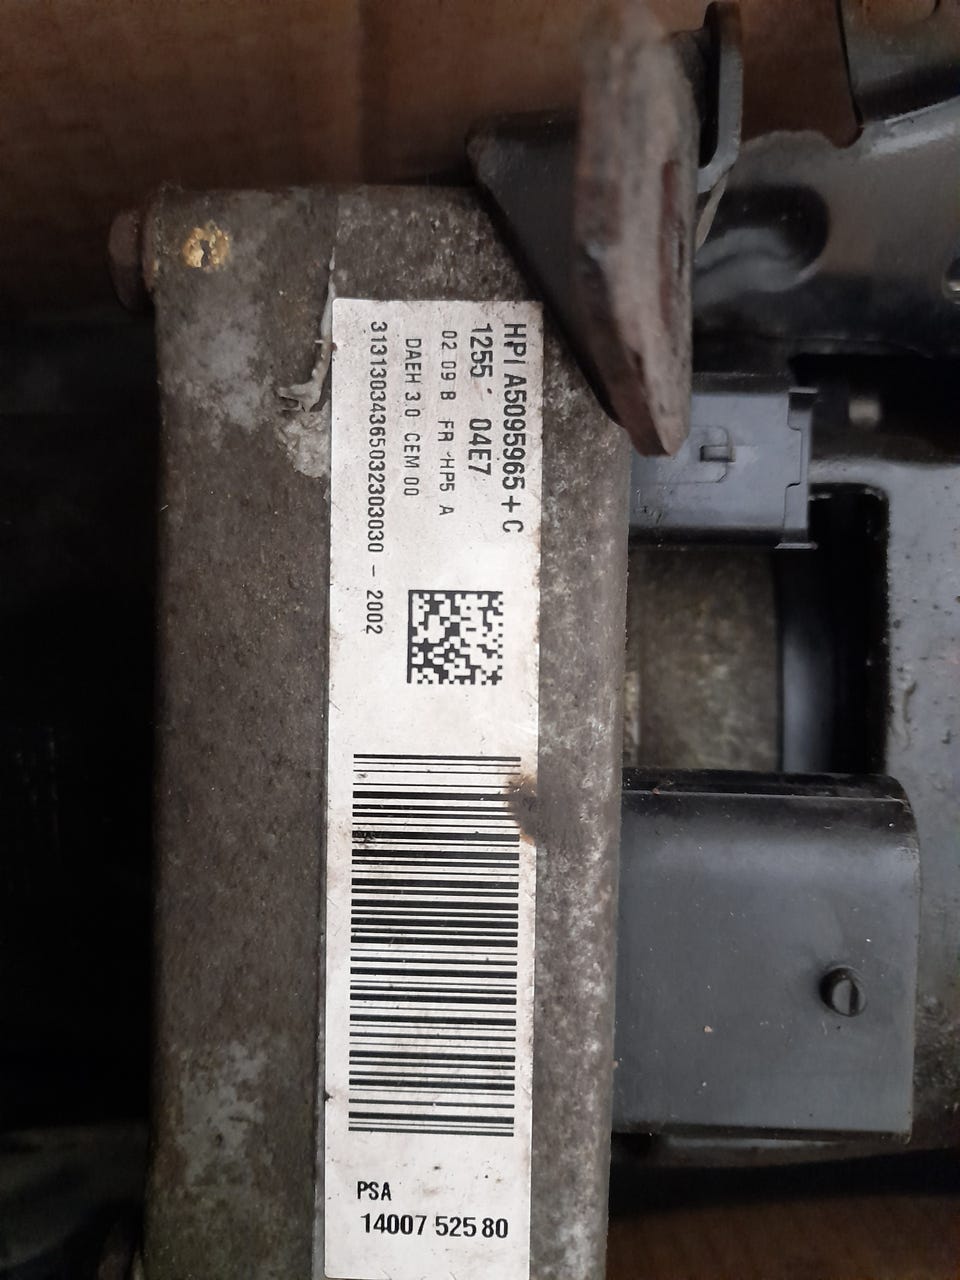 HPI A5095965 + C
1255 04E7
02 09 B FR HP5 A
DAEH 3.0 CEM 00
31313034365032303030 - 2002
PSA
14007 525 80